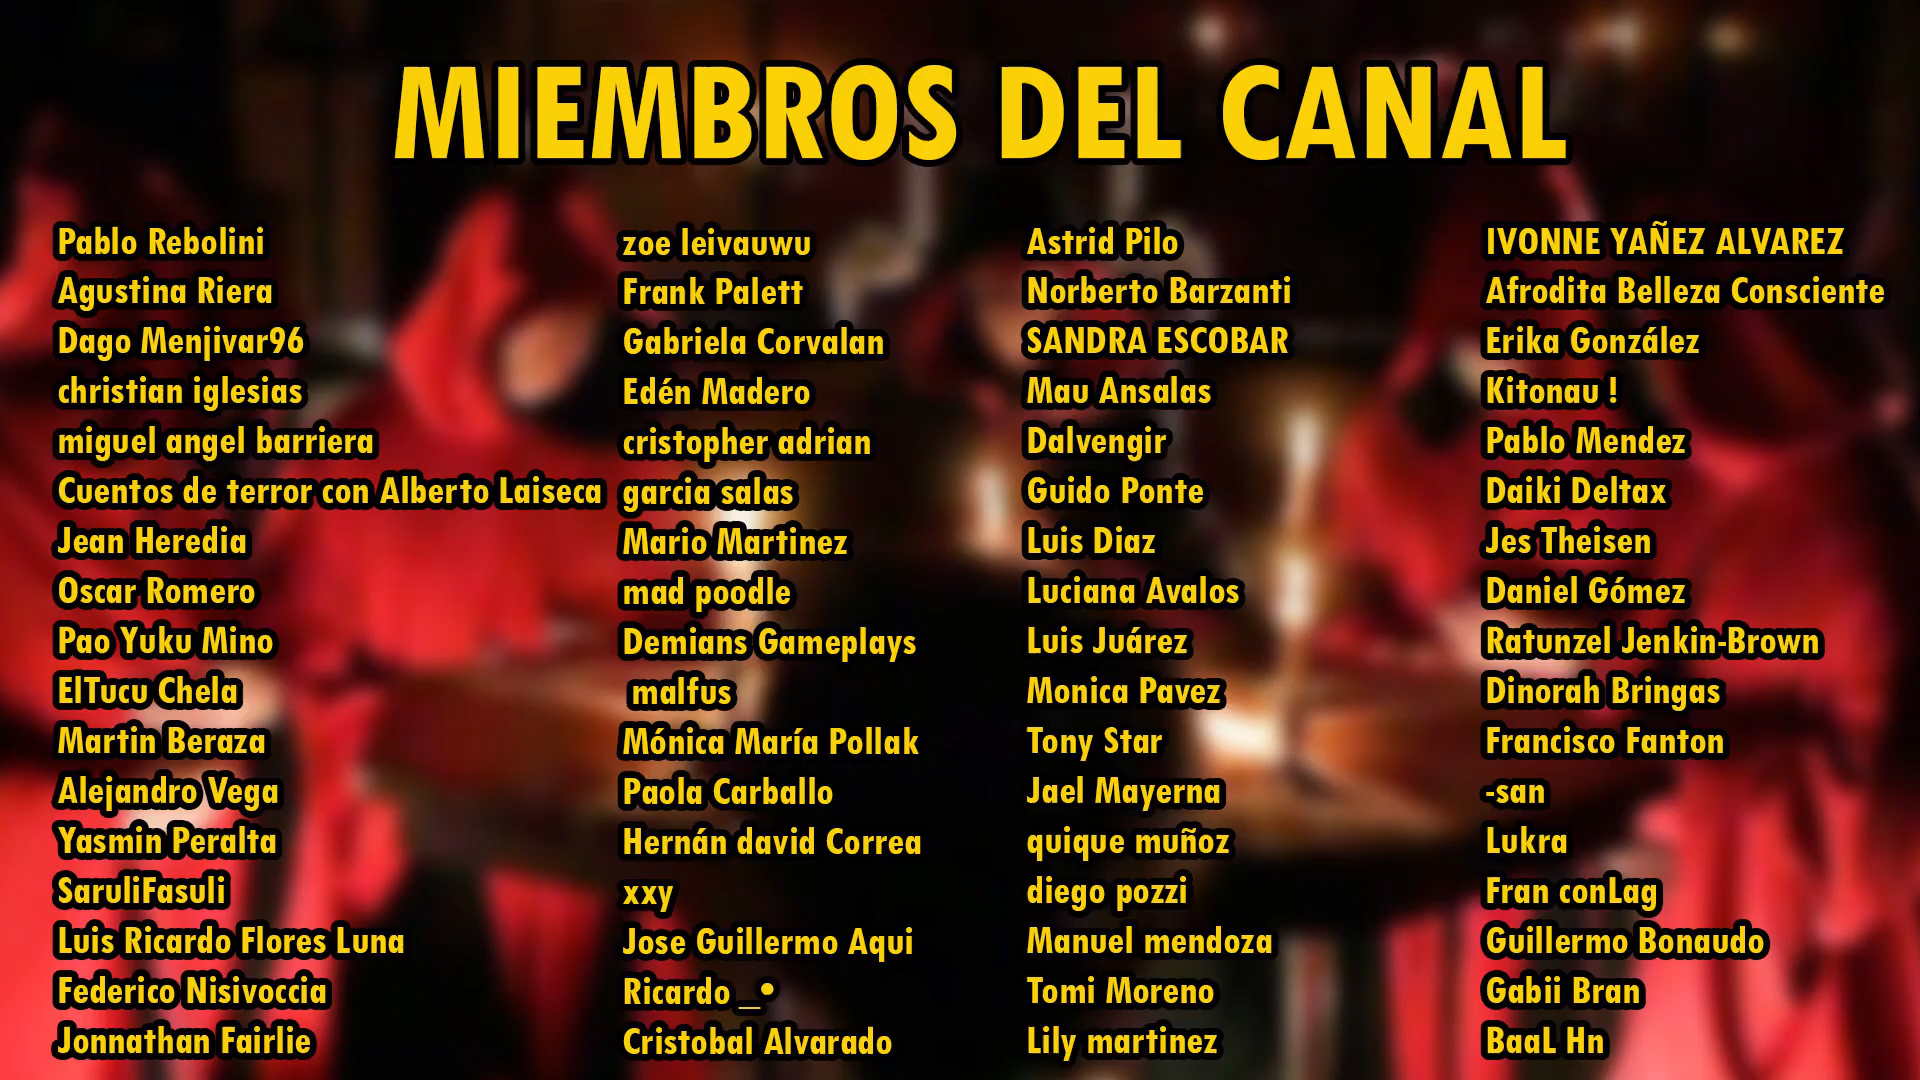 MIEMBROS DEL CANAL
Pablo Rebolini
Agustina Riera
Dago Menjivar96
christian iglesias
miguel angel barriera
Cuentos de terror con Alberto Laiseca
Jean Heredia
Oscar Romero
Pao Yuku Mino
ElTucu Chela
Martin Beraza
Alejandro Vega
Yasmin Peralta
SaruliFasuli
Luis Ricardo Flores Luna
Federico Nisivoccia
Jonnathan Fairlie
zoe leivauwu
Frank Palett
Gabriela Corvalan
Edén Madero
cristopher adrian
garcia salas
Mario Martinez
mad poodle
Demians Gameplays
malfus
Mónica María Pollak
Paola Carballo
Hernán david Correa
xxy
Jose Guillermo Aqui
Ricardo _•
Cristobal Alvarado
Astrid Pilo
Norberto Barzanti
SANDRA ESCOBAR
Mau Ansalas
Dalvengir
Guido Ponte
Luis Diaz
Luciana Avalos
Luis Juárez
Monica Pavez
Tony Star
Jael Mayerna
quique muñoz
diego pozzi
Manuel mendoza
Tomi Moreno
Lily martinez
IVONNE YAÑEZ ALVAREZ
Afrodita Belleza Consciente
Erika González
Kitonau !
Pablo Mendez
Daiki Deltax
Jes Theisen
Daniel Gómez
Ratunzel Jenkin-Brown
Dinorah Bringas
Francisco Fanton
-san
Lukra
Fran conLag
Guillermo Bonaudo
Gabii Bran
BaaL Hn